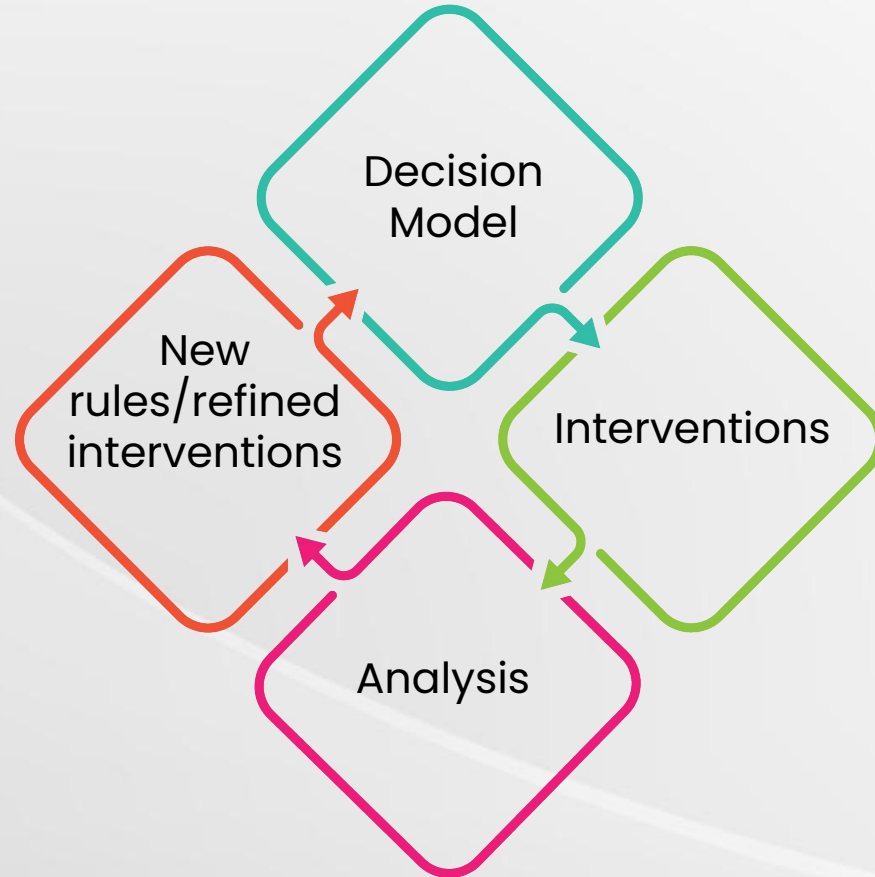 Decision
Model
New
rules/refined
interventions
Interventions
Analysis